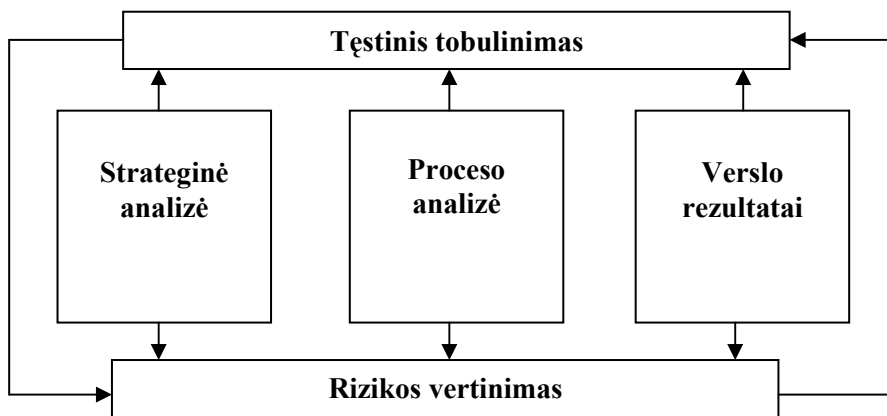 Tęstinis tobulinimas
Strateginė
analizė
Proceso
analizė
Verslo
rezultatai
Rizikos vertinimas